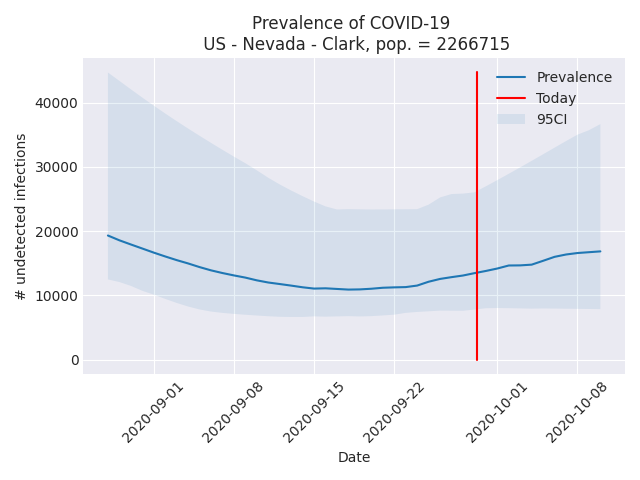 Prevalence of COVID-19
US - Nevada - Clark, pop. = 2266715
Prevalence
Today
95CI
# undetected infections
40000
30000
20000
10000
0
2020-09-01
2020-09-08
2020-09-15
2020-09-22
2020-10-01
2020-10-08
Date